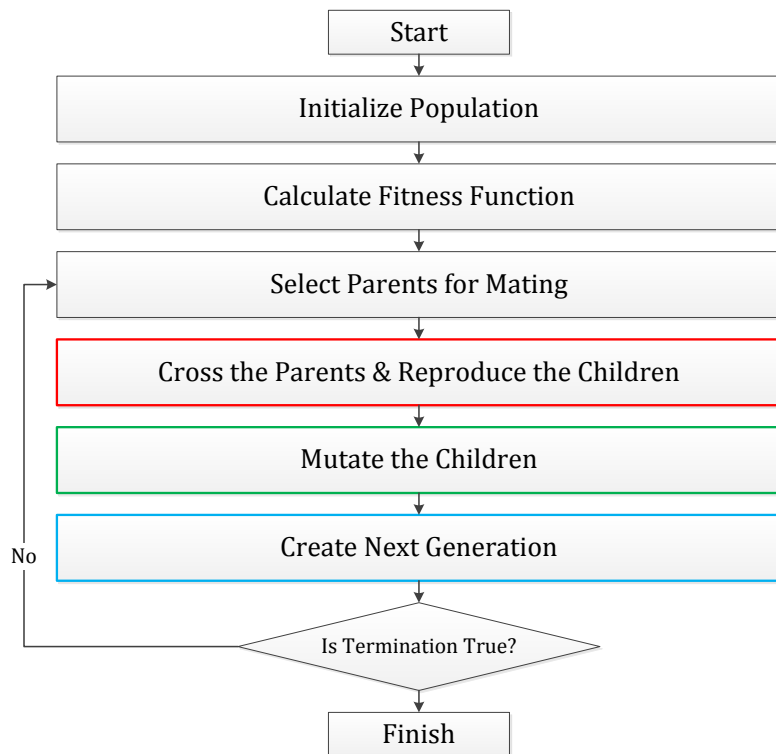 Start
Initialize Population
Calculate Fitness Function
Select Parents for Mating
Cross the Parents & Reproduce the Children
Mutate the Children
Create Next Generation
No
Is Termination True?
Finish